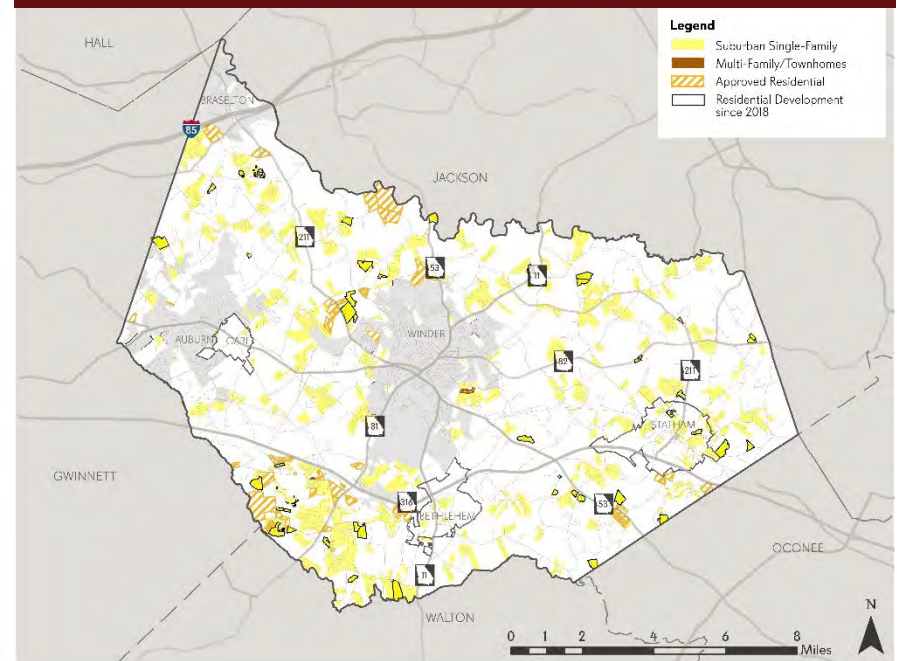 Legend
Suburban Single-Family
Multi-Family/Townhomes
Approved Residential
Residential Development
since 2018
HALL
BRASELTON
85
JACKSON
211
53
11
WINDER
AUBURN
CARL
82
211
81
STATHAM
GWINNETT
316
BETHLEHEM
53
OCONEE
11
WALTON
N
0 1 2 4 6 8
Miles